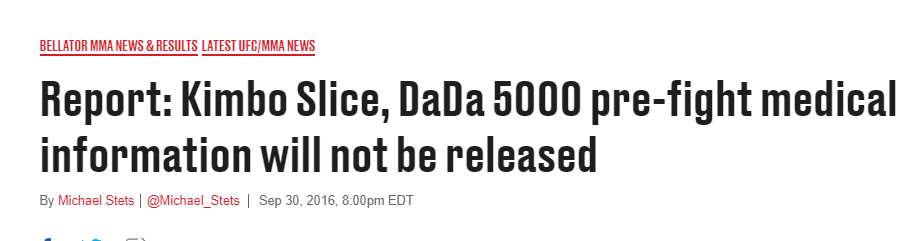 BELLATOR MMA NEWS & RESULTS LATEST UFC/MMA NEWS
Report: Kimbo Slice, DaDa 5000 pre-fight medical
information will not be released
By Michael Stets | @Michael_Stets | Sep 30, 2016, 8:00pm EDT